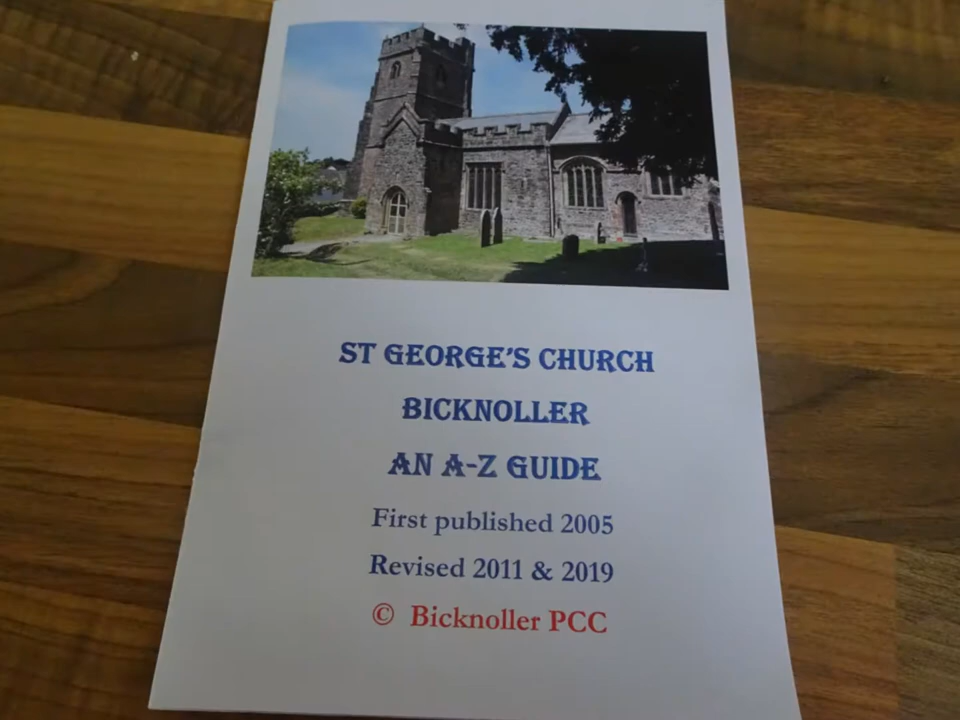 ST GEORGE'S CHURCH
BICKNOLLER
AN A-Z GUIDE
First published 2005
Revised 2011 & 2019
© Bicknoller PCC